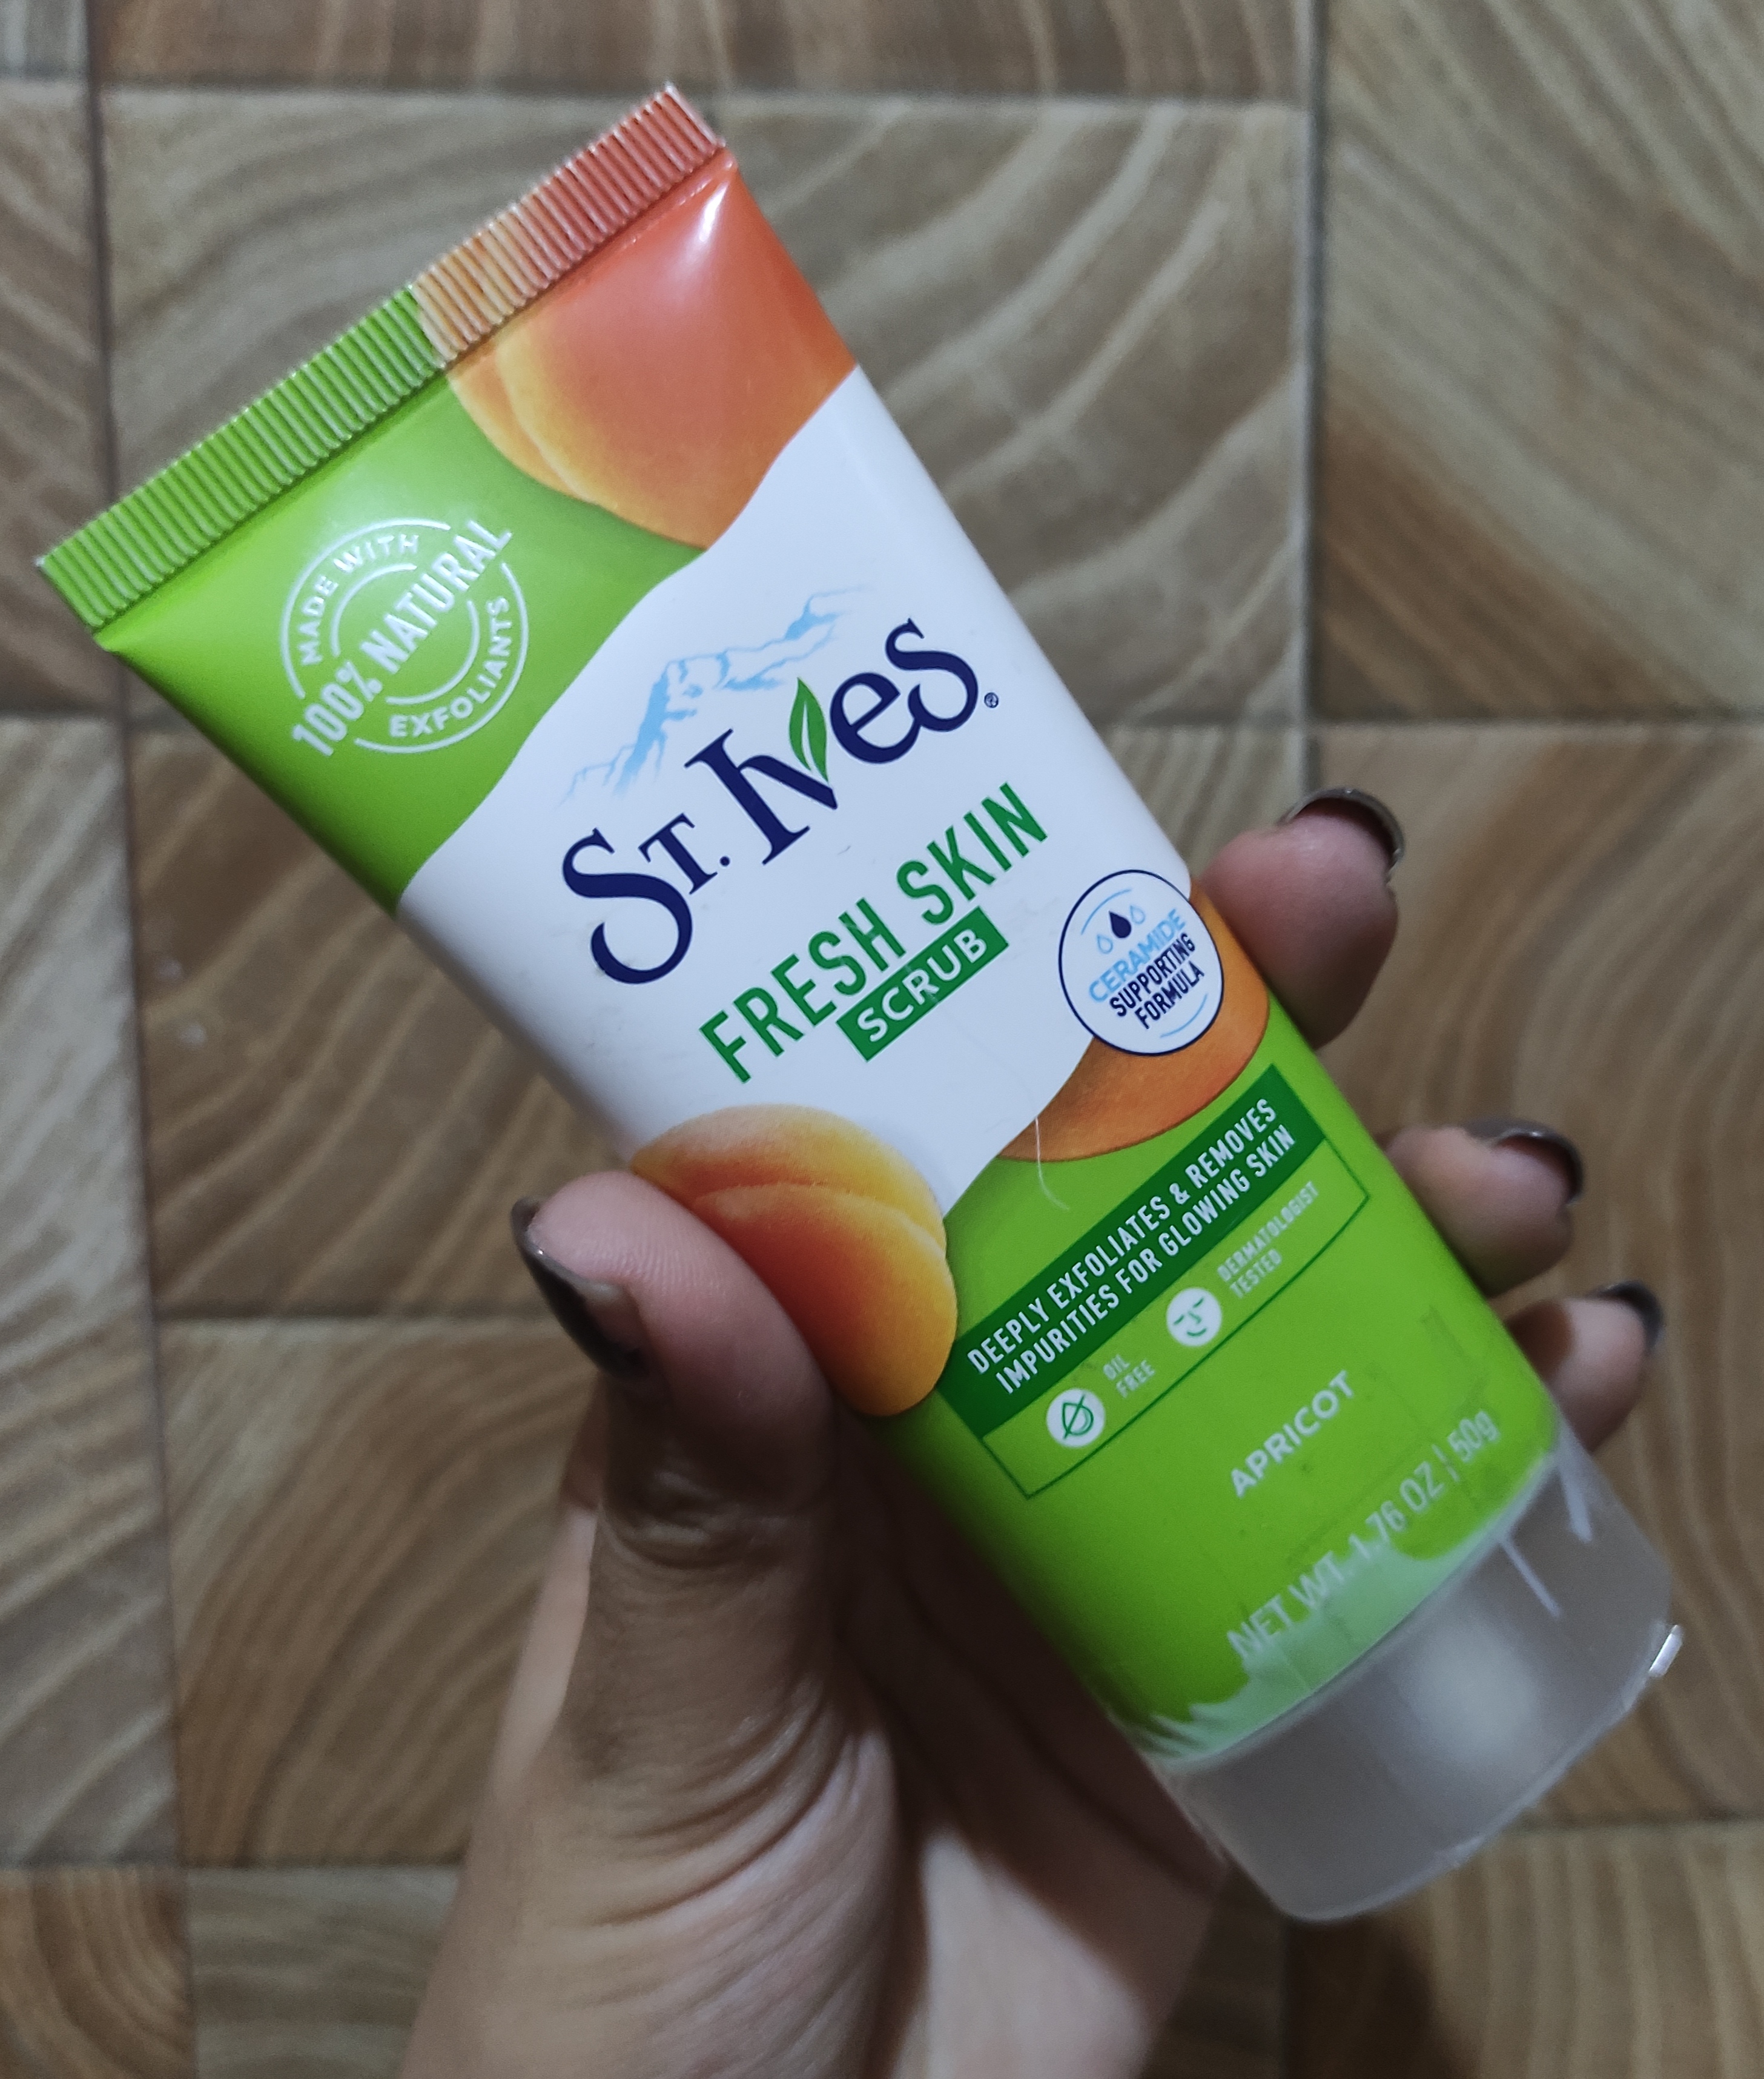 MADE WITH
100% NATURAL
EXFOLIANTS
ST. Ives®
FRESH SKIN
SCRUB
CERAMIDE
SUPPORTING
FORMULA
DEEPLY EXFOLIATES & REMOVES
IMPURITIES FOR GLOWING SKIN
OIL
FREE
DERMATOLOGIST
TESTED
APRICOT
NET WT. 1.76 OZ | 50g